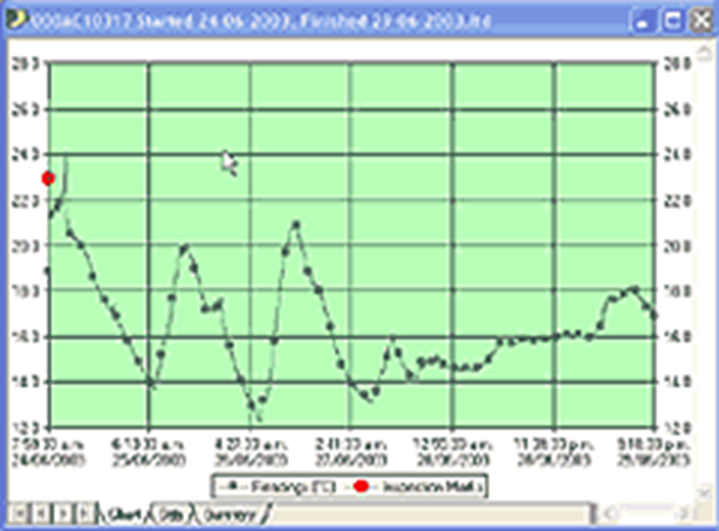 000AC10317 Started 24-06-2003, Finished 29-06-2003.ltd
28.0 28.0
26.0 26.0
24.0 24.0
22.0 22.0
20.0 20.0
18.0 18.0
16.0 16.0
14.0 14.0
12.0 12.0
a.m. a.m. a.m. a.m. a.m. p.m. p.m.
24/06/2003 25/06/2003 26/06/2003 27/06/2003 28/06/2003 28/06/2003 29/06/2003
Readings Inspection Marks
Chart Data Summary